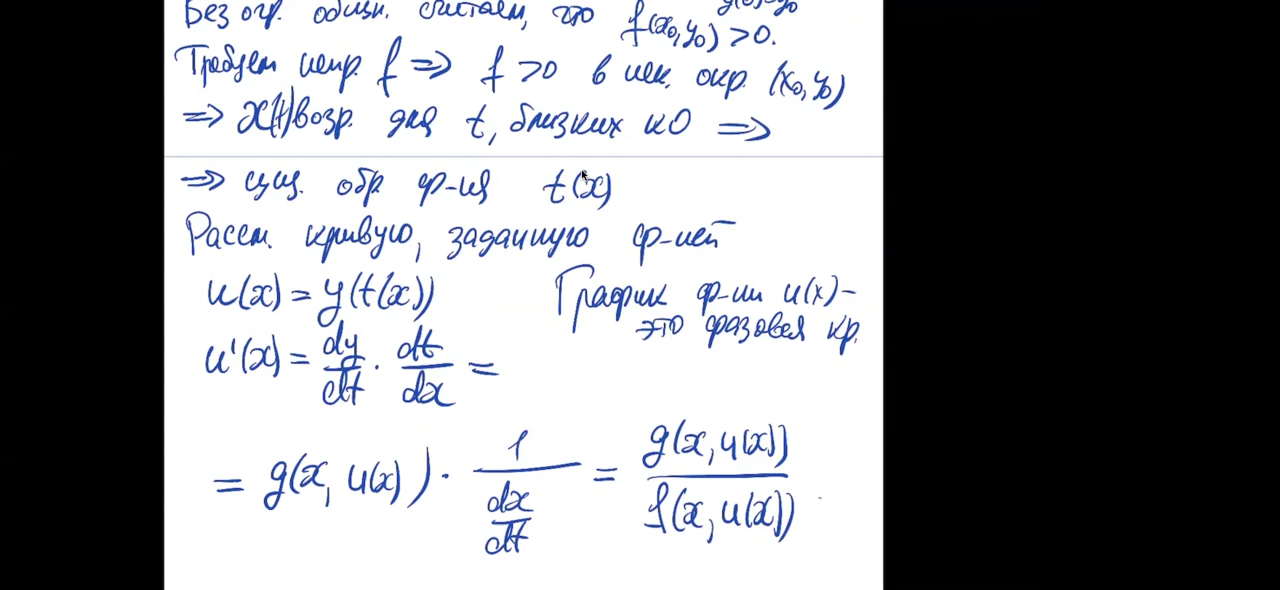 Без огр. общн. считаем, что f(x₀,y₀) >0.
Требуем непр. f ⇒ f >0 в нек. окр. (x₀,y₀)
⇒ x(t) возр. для t, близких к 0 ⇒
⇒ сущ. обр. ф-ия t(x)
Рассм. кривую, заданную ф-ией
u(x) = y(t(x)) График ф-ии u(x)-
это фазовая кр.
u'(x) = dy/dt · dt/dx =
= g(x, u(x)) · 1/(dx/dt) = g(x,u(x))/f(x,u(x))